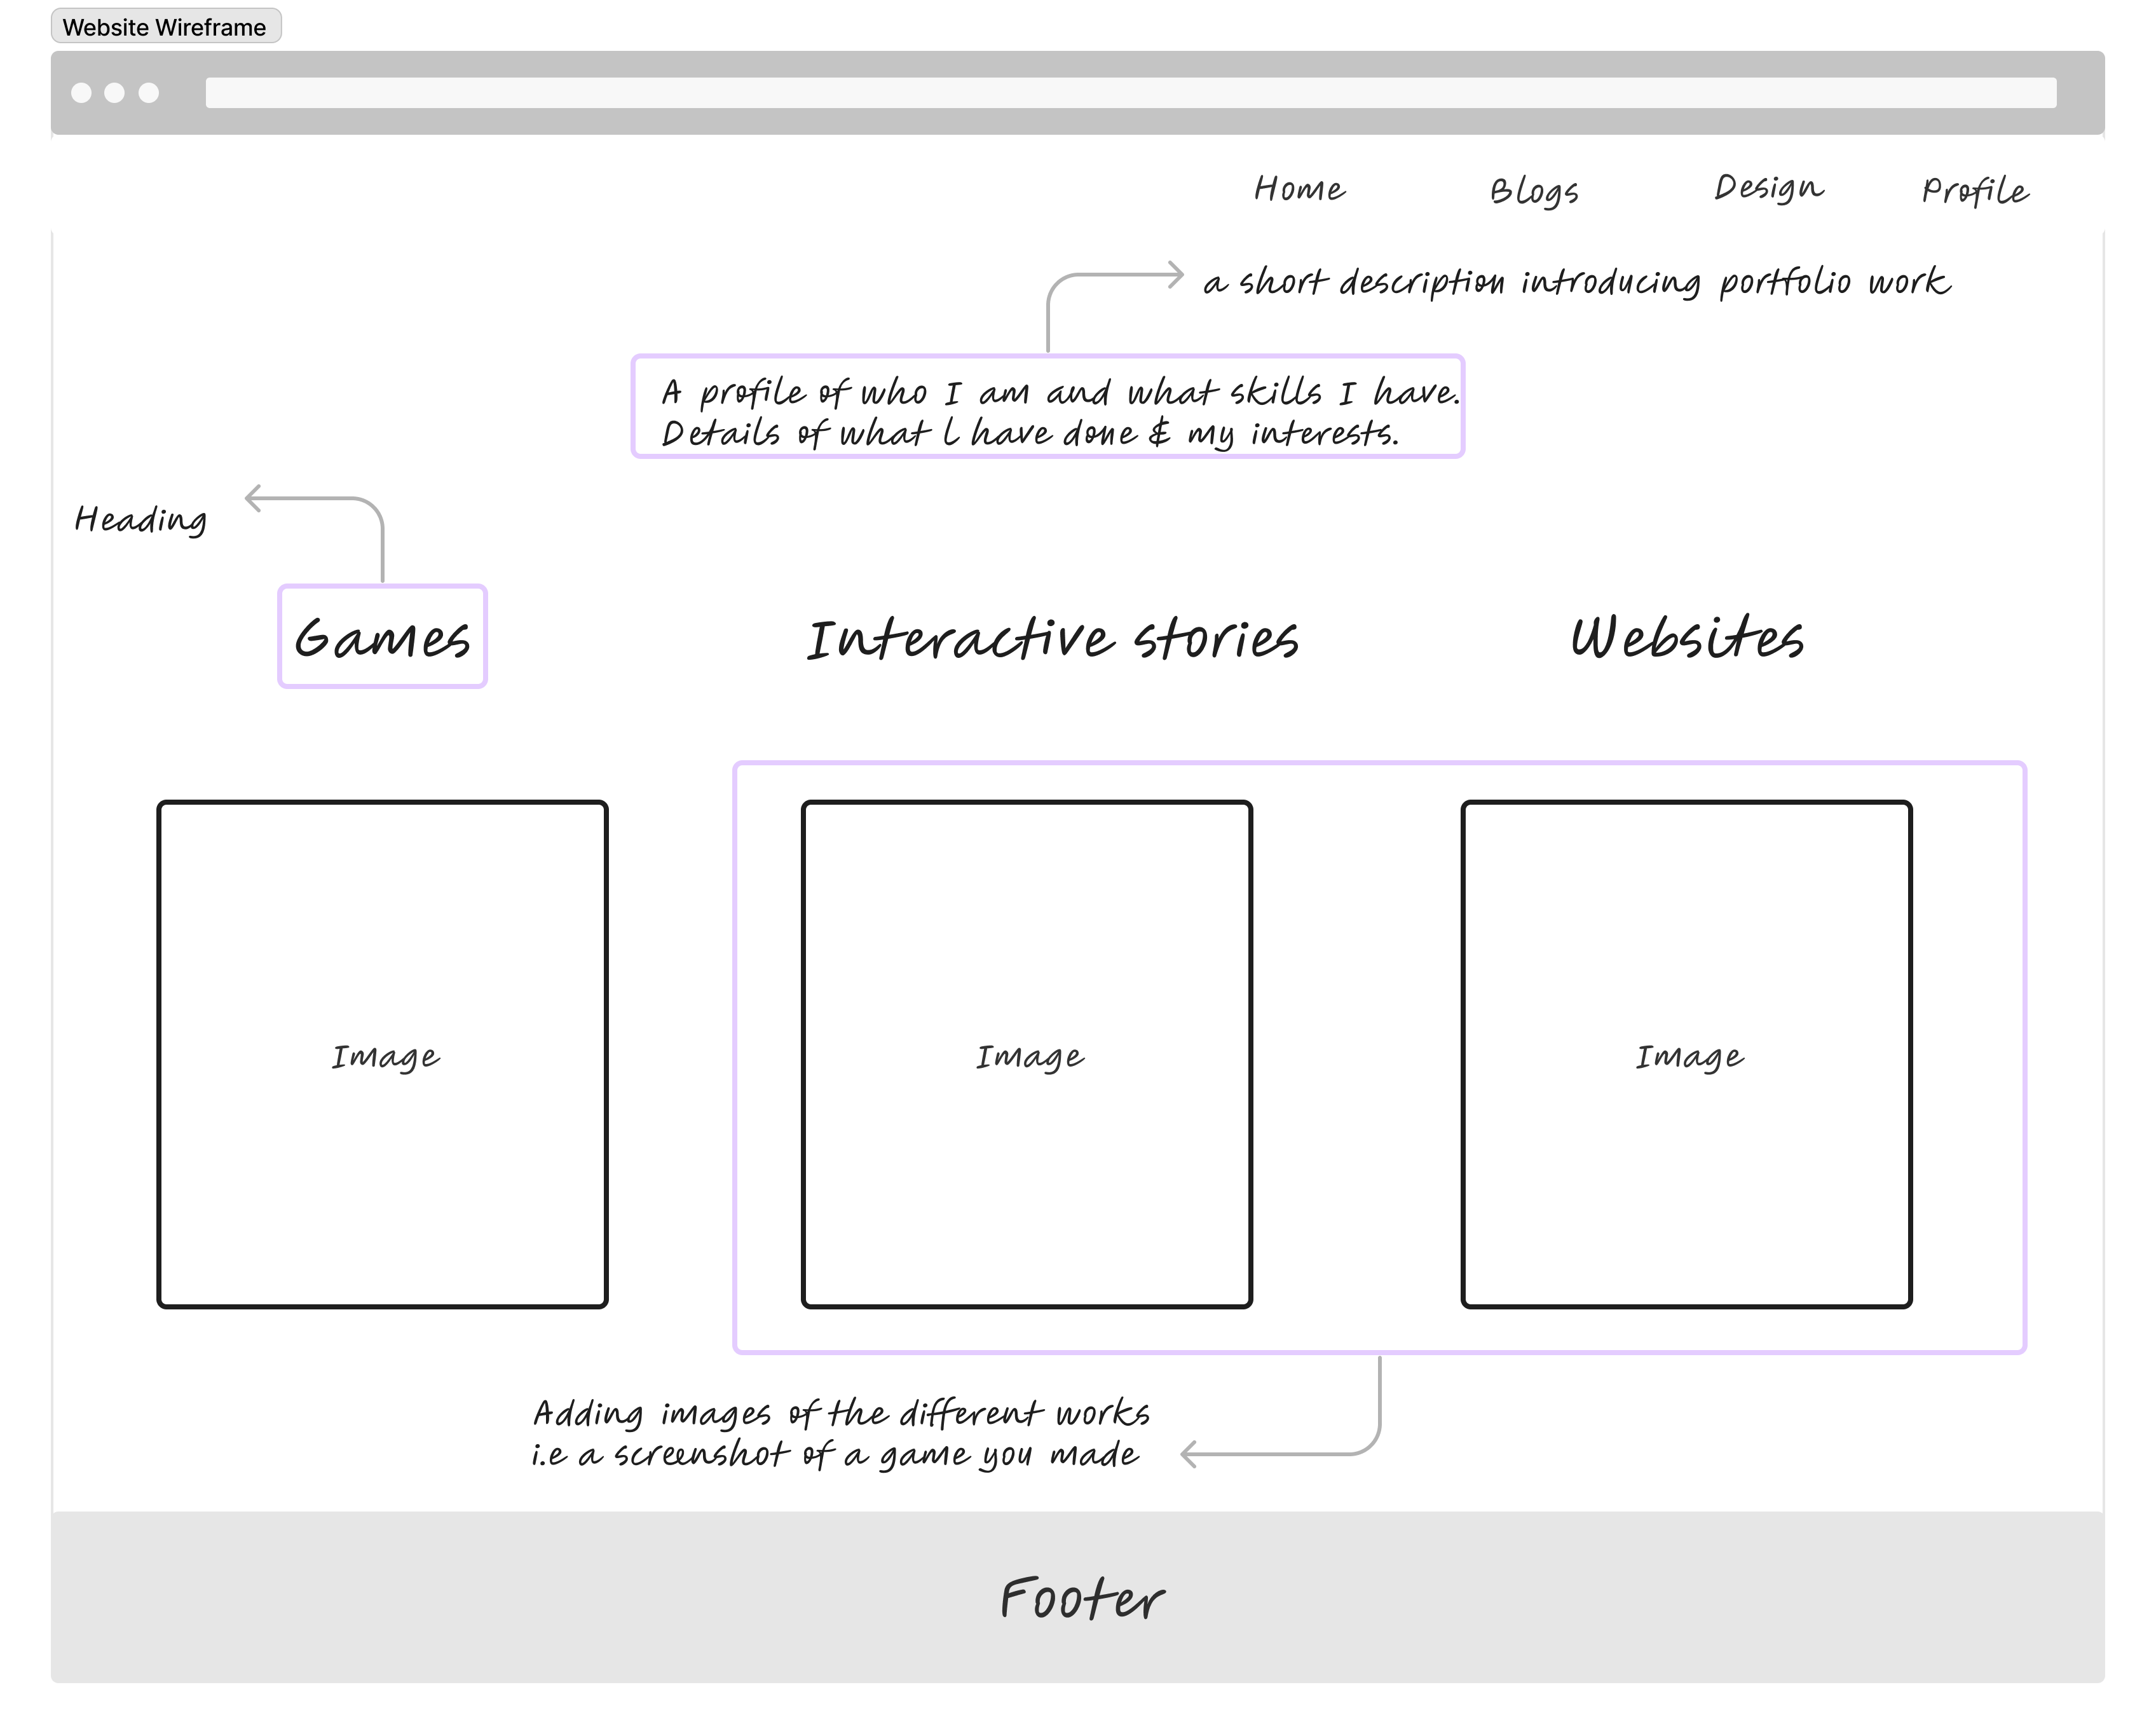 Website Wireframe
Home Blogs Design Profile
a short description introducing portfolio work
A profile of who I am and what skills I have.
Details of what l have done & my interests.
Heading
Games Interactive stories Websites
Image Image Image
Adding images of the different works
i.e a screenshot of a game you made
Footer